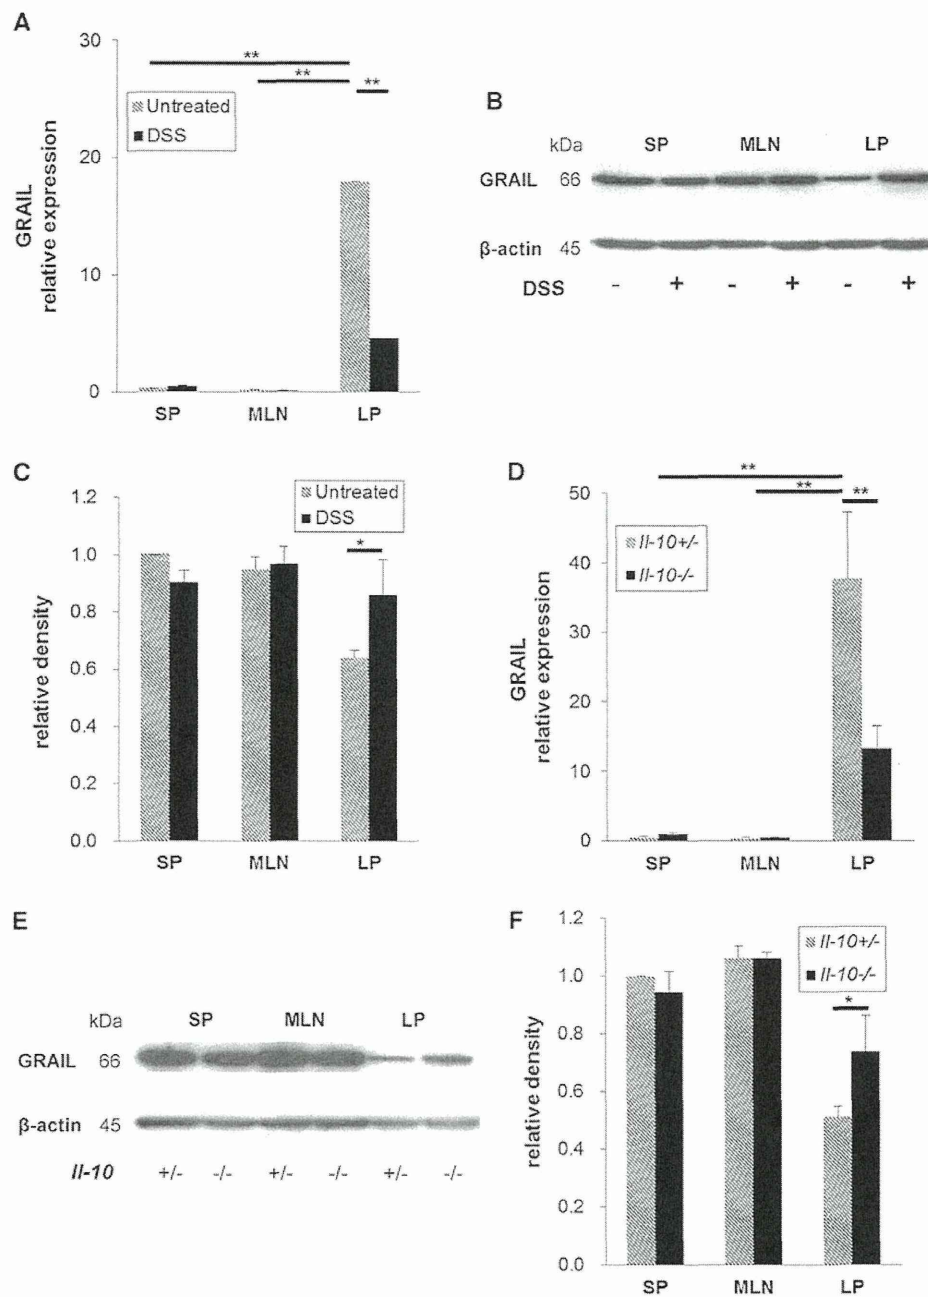 A
GRAIL
relative expression
30
20
10
0
**
**
**
Untreated
DSS
SP MLN LP
B
kDa SP MLN LP
GRAIL 66
β-actin 45
DSS - + - + - +
C
relative density
1.2
1.0
0.8
0.6
0.4
0.2
0.0
Untreated
DSS
*
SP MLN LP
D
GRAIL
relative expression
50
40
30
20
10
0
**
**
**
Il-10+/-
Il-10-/-
SP MLN LP
E
kDa SP MLN LP
GRAIL 66
β-actin 45
Il-10 +/- -/- +/- -/- +/- -/-
F
relative density
1.2
1.0
0.8
0.6
0.4
0.2
0.0
Il-10+/-
Il-10-/-
*
SP MLN LP